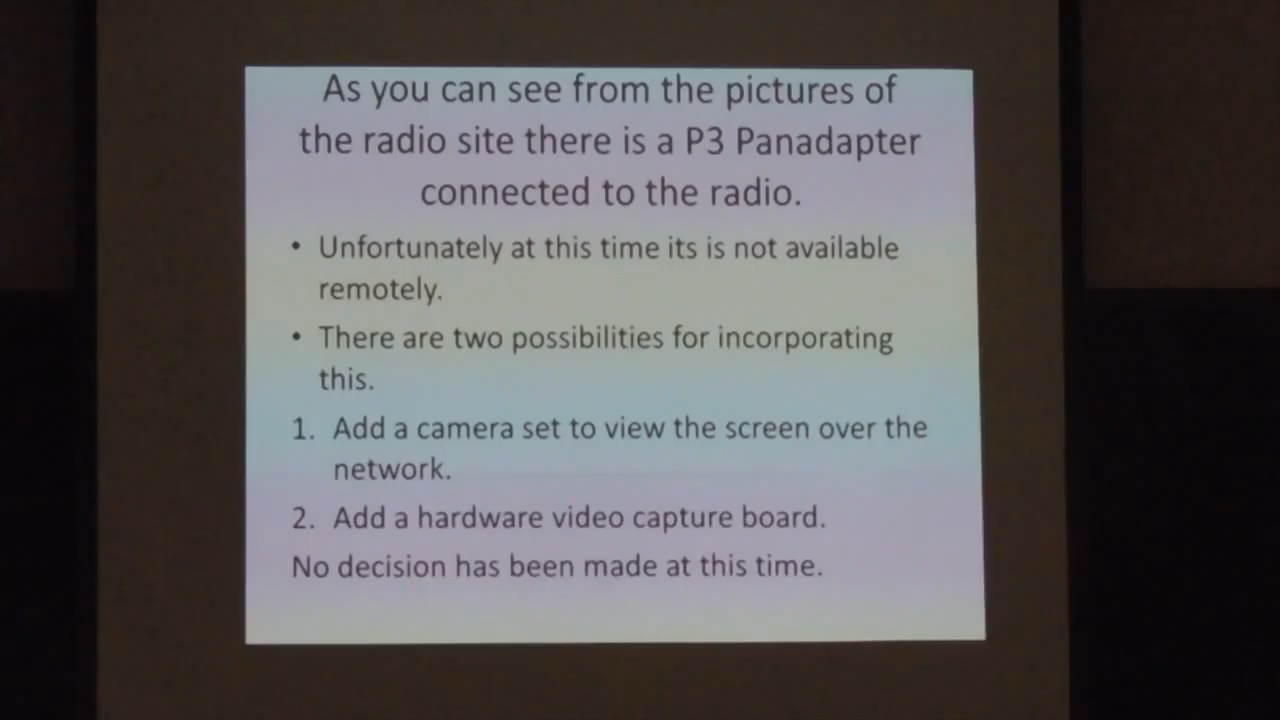 As you can see from the pictures of
the radio site there is a P3 Panadapter
connected to the radio.
• Unfortunately at this time its is not available
remotely.
• There are two possibilities for incorporating
this.
1. Add a camera set to view the screen over the
network.
2. Add a hardware video capture board.
No decision has been made at this time.